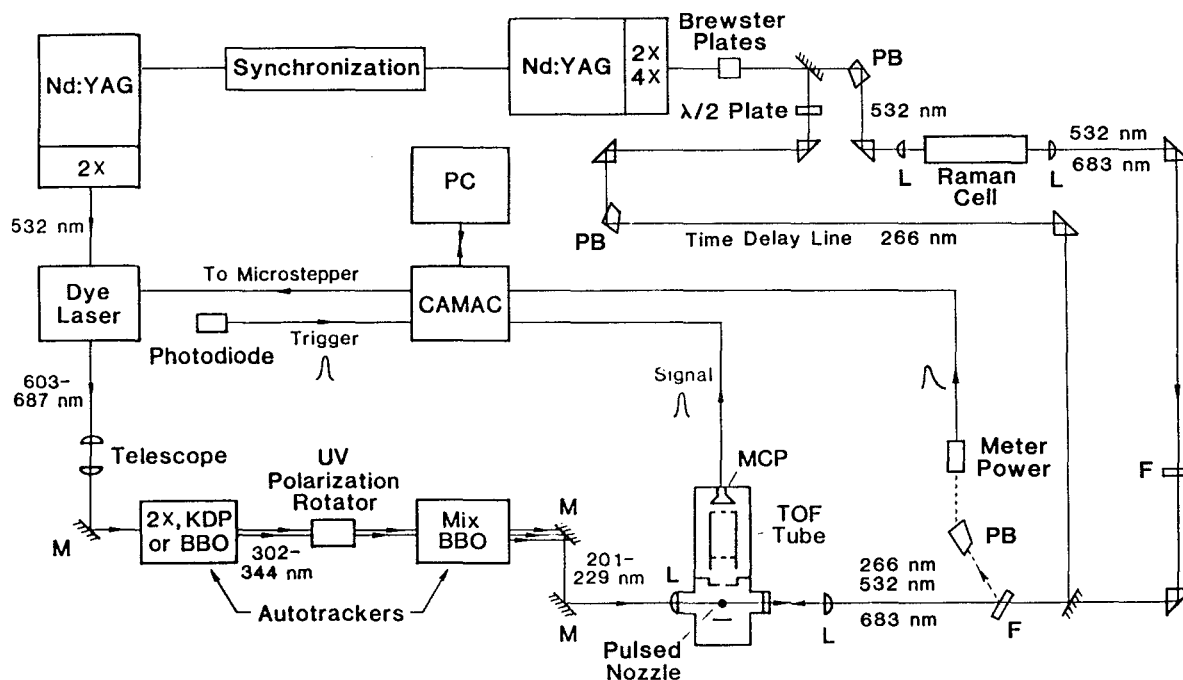 Nd:YAG
2X
Synchronization
Nd:YAG
2X
4X
Brewster
Plates
PB
λ/2 Plate
532 nm
L
Raman
Cell
L
532 nm
683 nm
PB
Time Delay Line 266 nm
532 nm
PC
Dye
Laser
To Microstepper
CAMAC
Photodiode
Trigger
603-
687 nm
Signal
Telescope
UV
Polarization
Rotator
MCP
Meter
Power
F
M
2X, KDP
or BBO
302-
344 nm
Mix
BBO
M
TOF
Tube
PB
201-
229 nm
L
266 nm
532 nm
683 nm
Autotrackers
M
L
F
Pulsed
Nozzle